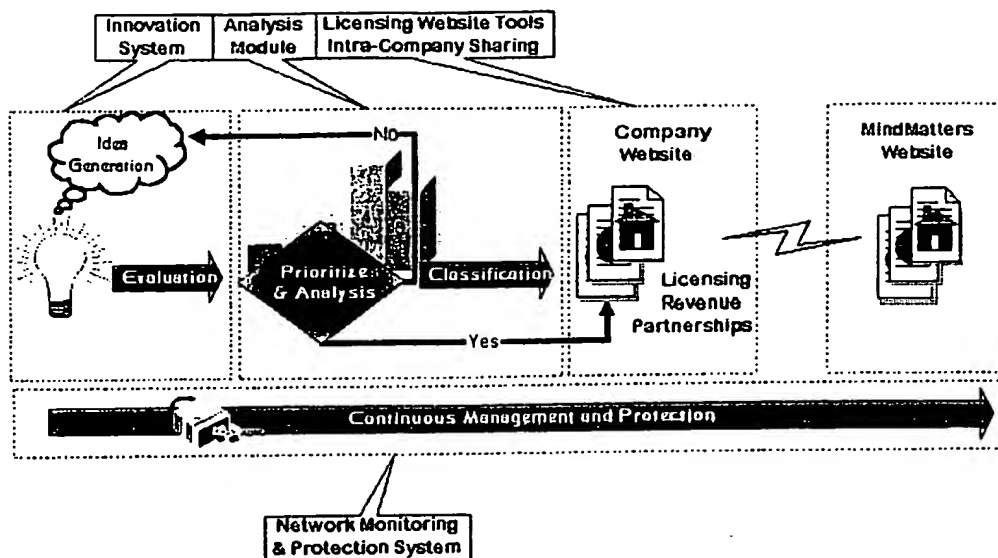 Innovation
System
Analysis
Module
Licensing Website Tools
Intra-Company Sharing
Idea
Generation
No
Company
Website
MindMatters
Website
Evaluation
Prioritize
& Analysis
Classification
Licensing
Revenue
Partnerships
Yes
Continuous Management and Protection
Network Monitoring
& Protection System